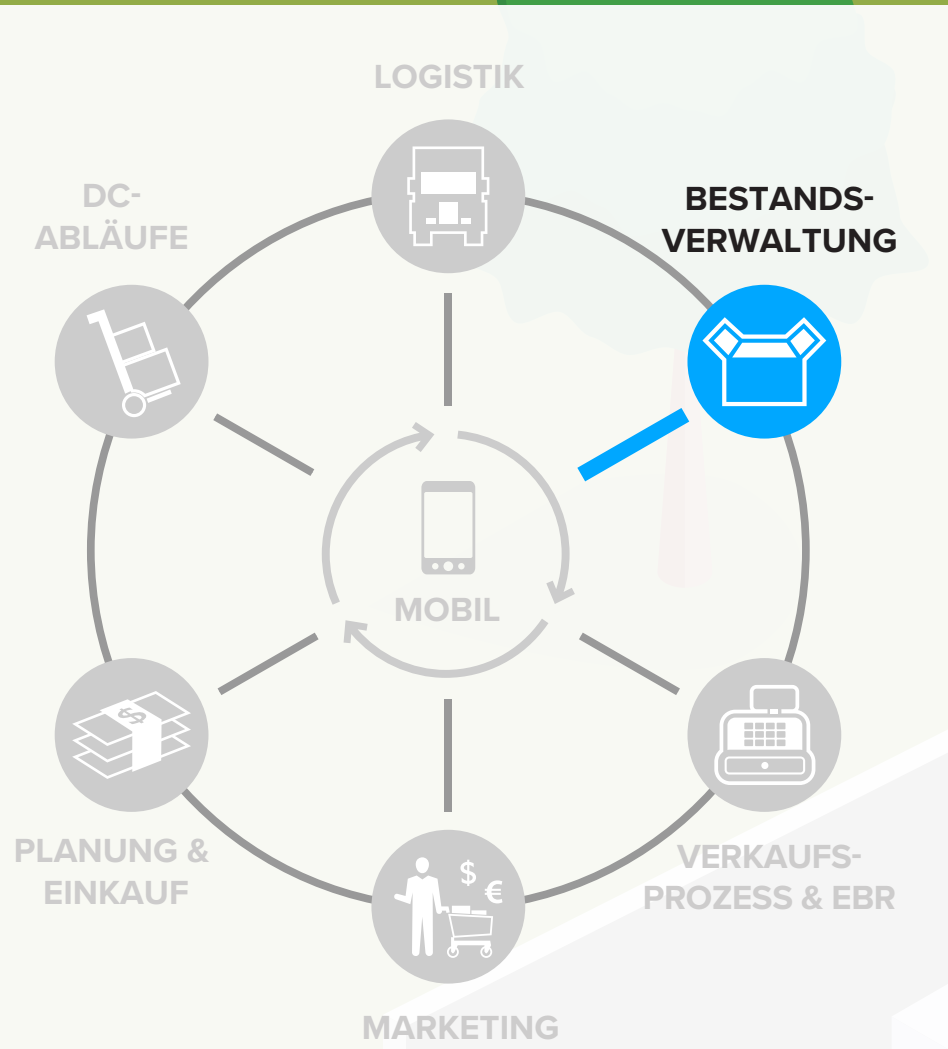 LOGISTIK
DC-
ABLÄUFE
BESTANDS-
VERWALTUNG
MOBIL
$
PLANUNG &
EINKAUF
VERKAUFS-
PROZESS & EBR
$
€
MARKETING